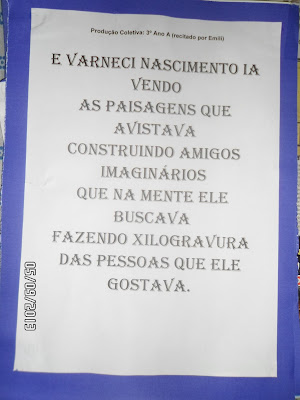 Produção Coletiva: 3º Ano A (recitado por Emili)
E VARNECI NASCIMENTO IA
VENDO
AS PAISAGENS QUE
AVISTAVA
CONSTRUINDO AMIGOS
IMAGINÁRIOS
QUE NA MENTE ELE
BUSCAVA
FAZENDO XILOGRAVURA
DAS PESSOAS QUE ELE
GOSTAVA.
05/09/2013